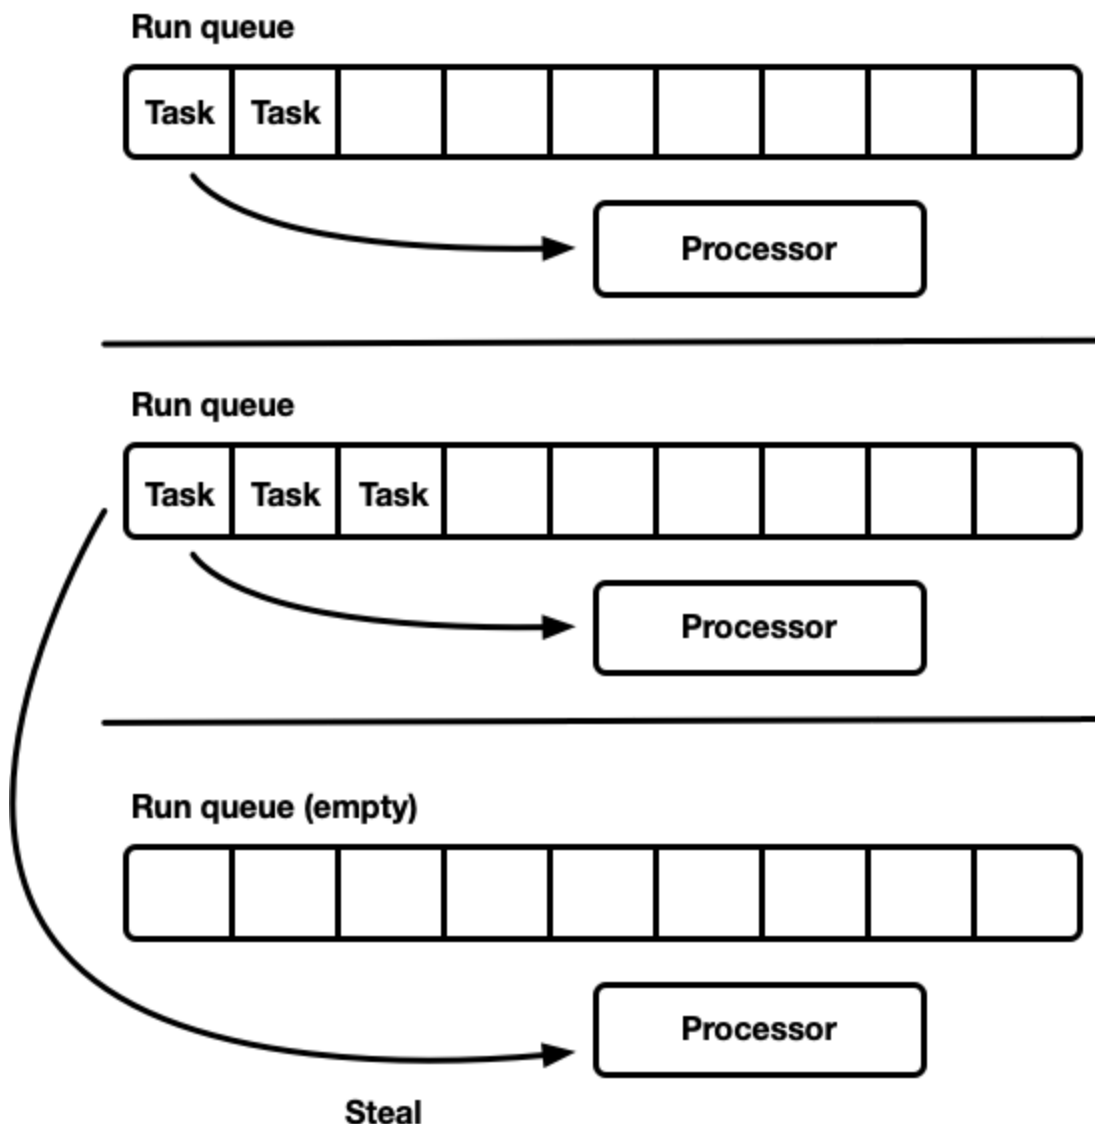 Run queue
Task Task
Processor
Run queue
Task Task Task
Processor
Run queue (empty)
Processor
Steal